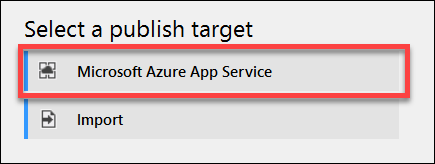 Select a publish target
Microsoft Azure App Service
Import